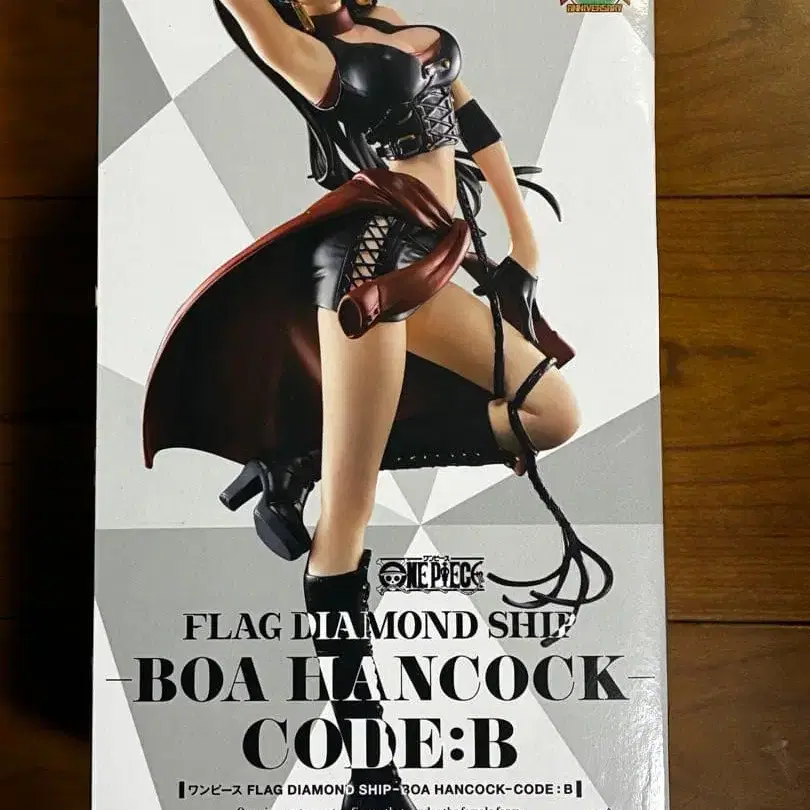 ANNIVERSARY
ワンピース
ONE PIECE
FLAG DIAMOND SHIP
-BOA HANCOCK-
CODE:B
ワンピース FLAG DIAMOND SHIP-BOA HANCOCK-CODE:B